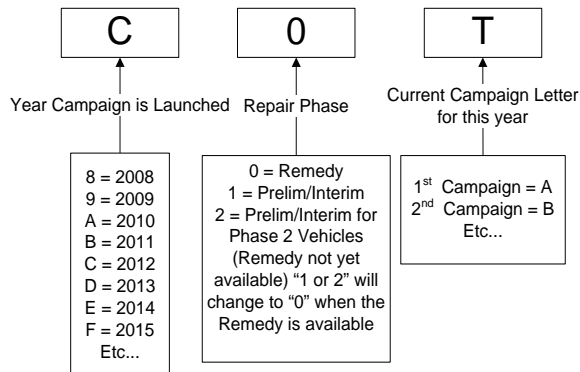 C
0
T
Year Campaign is Launched
Repair Phase
Current Campaign Letter
for this year
8 = 2008
9 = 2009
A = 2010
B = 2011
C = 2012
D = 2013
E = 2014
F = 2015
Etc...
0 = Remedy
1 = Prelim/Interim
2 = Prelim/Interim for
Phase 2 Vehicles
(Remedy not yet
available) “1 or 2” will
change to “0” when the
Remedy is available
1st Campaign = A
2nd Campaign = B
Etc...